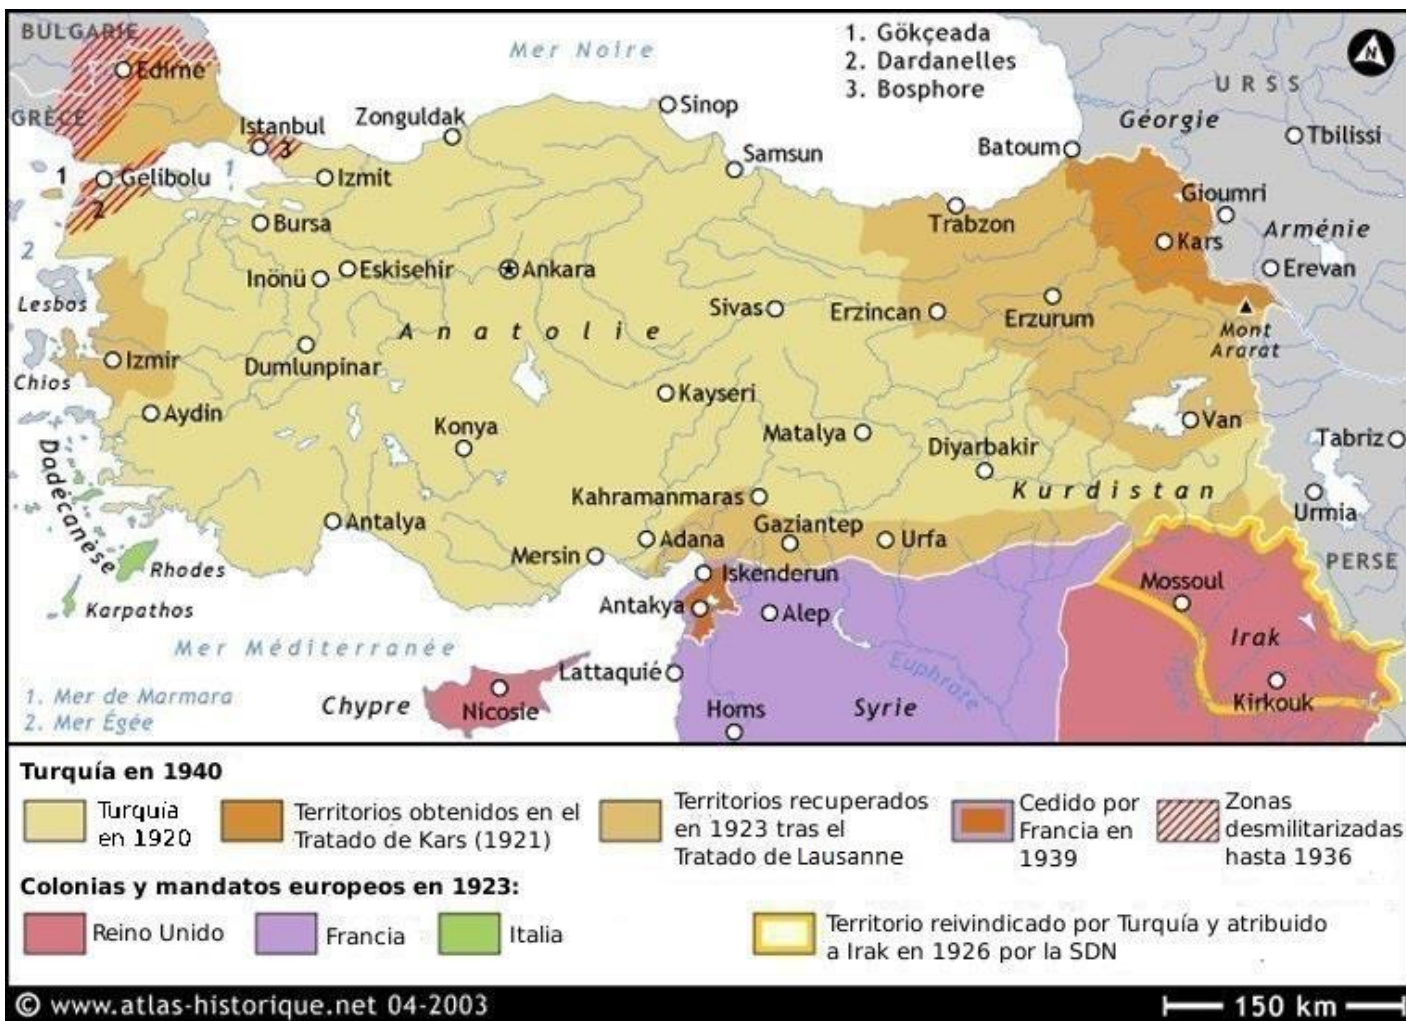 BULGARIE
Mer Noire
1. Gökçeada
2. Dardanelles
3. Bosphore
N
Edirne
URSS
GRÈCE
Istanbul
3
Zonguldak
Sinop
Géorgie
Tbilissi
Samsun
Batoum
1
Gelibolu
1
Izmit
2
Gioumri
Bursa
Trabzon
Kars
Arménie
2
Inönü
Eskisehir
Ankara
Erevan
Lesbos
Sivas
Erzincan
Erzurum
Anatolie
Mont
Ararat
Izmir
Dumlunpinar
Chios
Kayseri
Aydin
Konya
Matalya
Van
Diyarbakir
Tabriz
Dodécanèse
Kahramanmaras
Kurdistan
Antalya
Gaziantep
Urmia
Mersin
Adana
Urfa
Rhodes
Iskenderun
PERSE
Karpathos
Antakya
Alep
Mossoul
Mer Méditerranée
Irak
Lattaquié
Euphrate
1. Mer de Marmara
2. Mer Égée
Chypre
Nicosie
Homs
Syrie
Kirkouk
Turquía en 1940
Turquía
en 1920
Territorios obtenidos en el
Tratado de Kars (1921)
Territorios recuperados
en 1923 tras el
Tratado de Lausanne
Cedido por
Francia en
1939
Zonas
desmilitarizadas
hasta 1936
Colonias y mandatos europeos en 1923:
Reino Unido
Francia
Italia
Territorio reivindicado por Turquía y atribuido
a Irak en 1926 por la SDN
© www.atlas-historique.net 04-2003
150 km